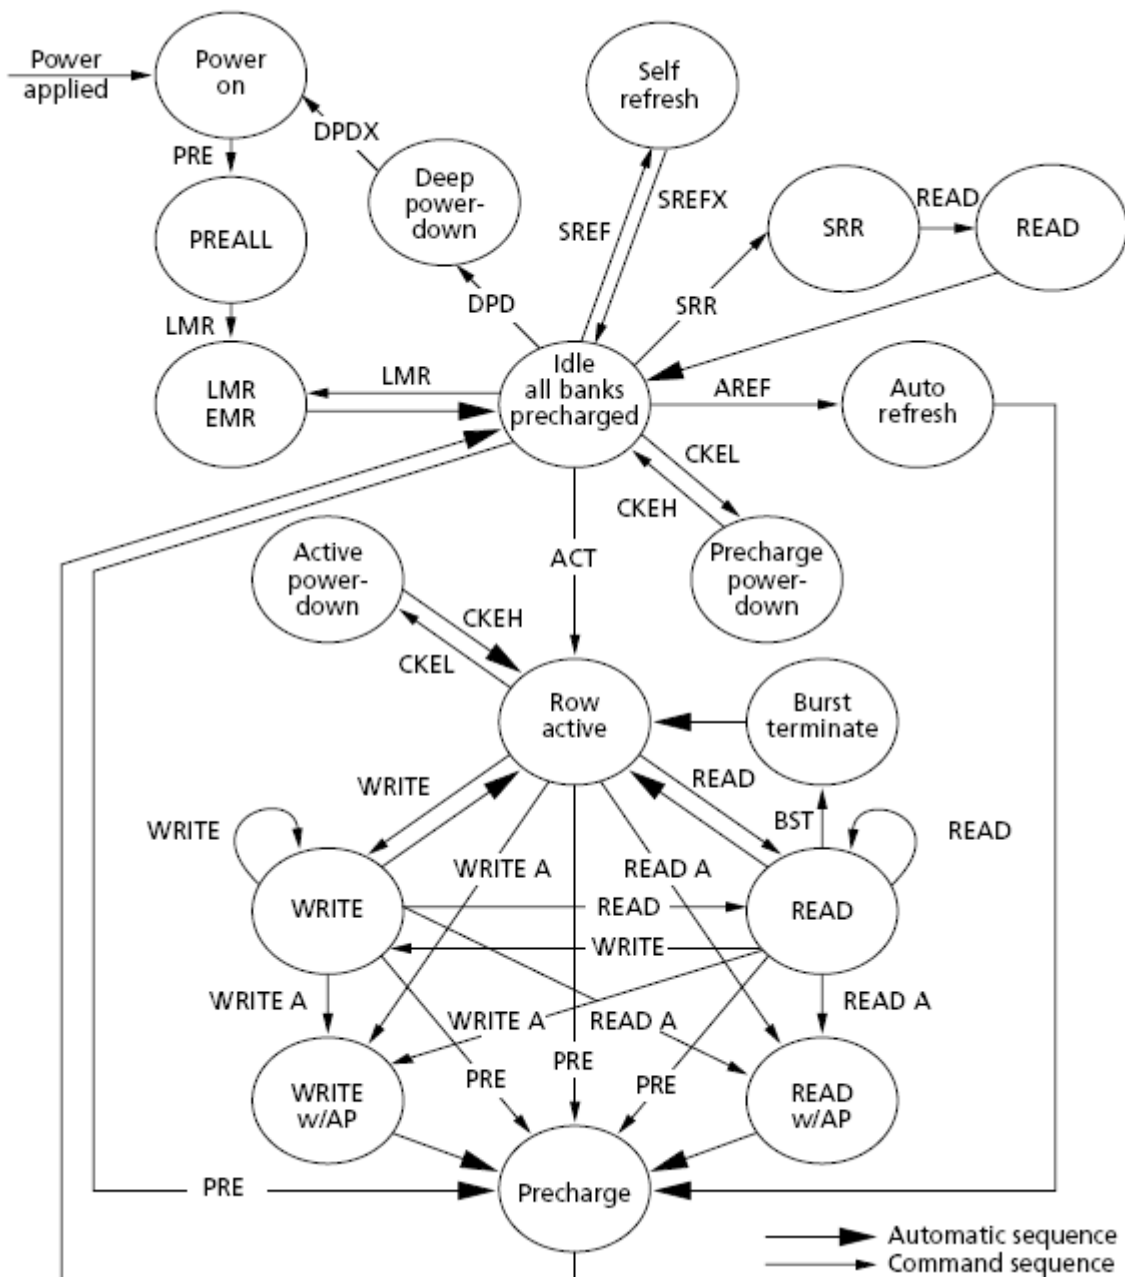 Power
applied
Power
on
Self
refresh
DPDX
PRE
Deep
power-
down
SREF
SREFX
READ
PREALL
SRR
READ
DPD
SRR
LMR
LMR
EMR
LMR
Idle
all banks
precharged
AREF
Auto
refresh
CKEL
CKEH
Active
power-
down
ACT
Precharge
power-
down
CKEH
CKEL
Row
active
Burst
terminate
WRITE
READ
WRITE
BST
READ
WRITE A
READ A
WRITE
READ
READ
WRITE
WRITE A
WRITE A
READ A
READ A
PRE
PRE
PRE
WRITE
w/AP
READ
w/AP
PRE
Precharge
Automatic sequence
Command sequence